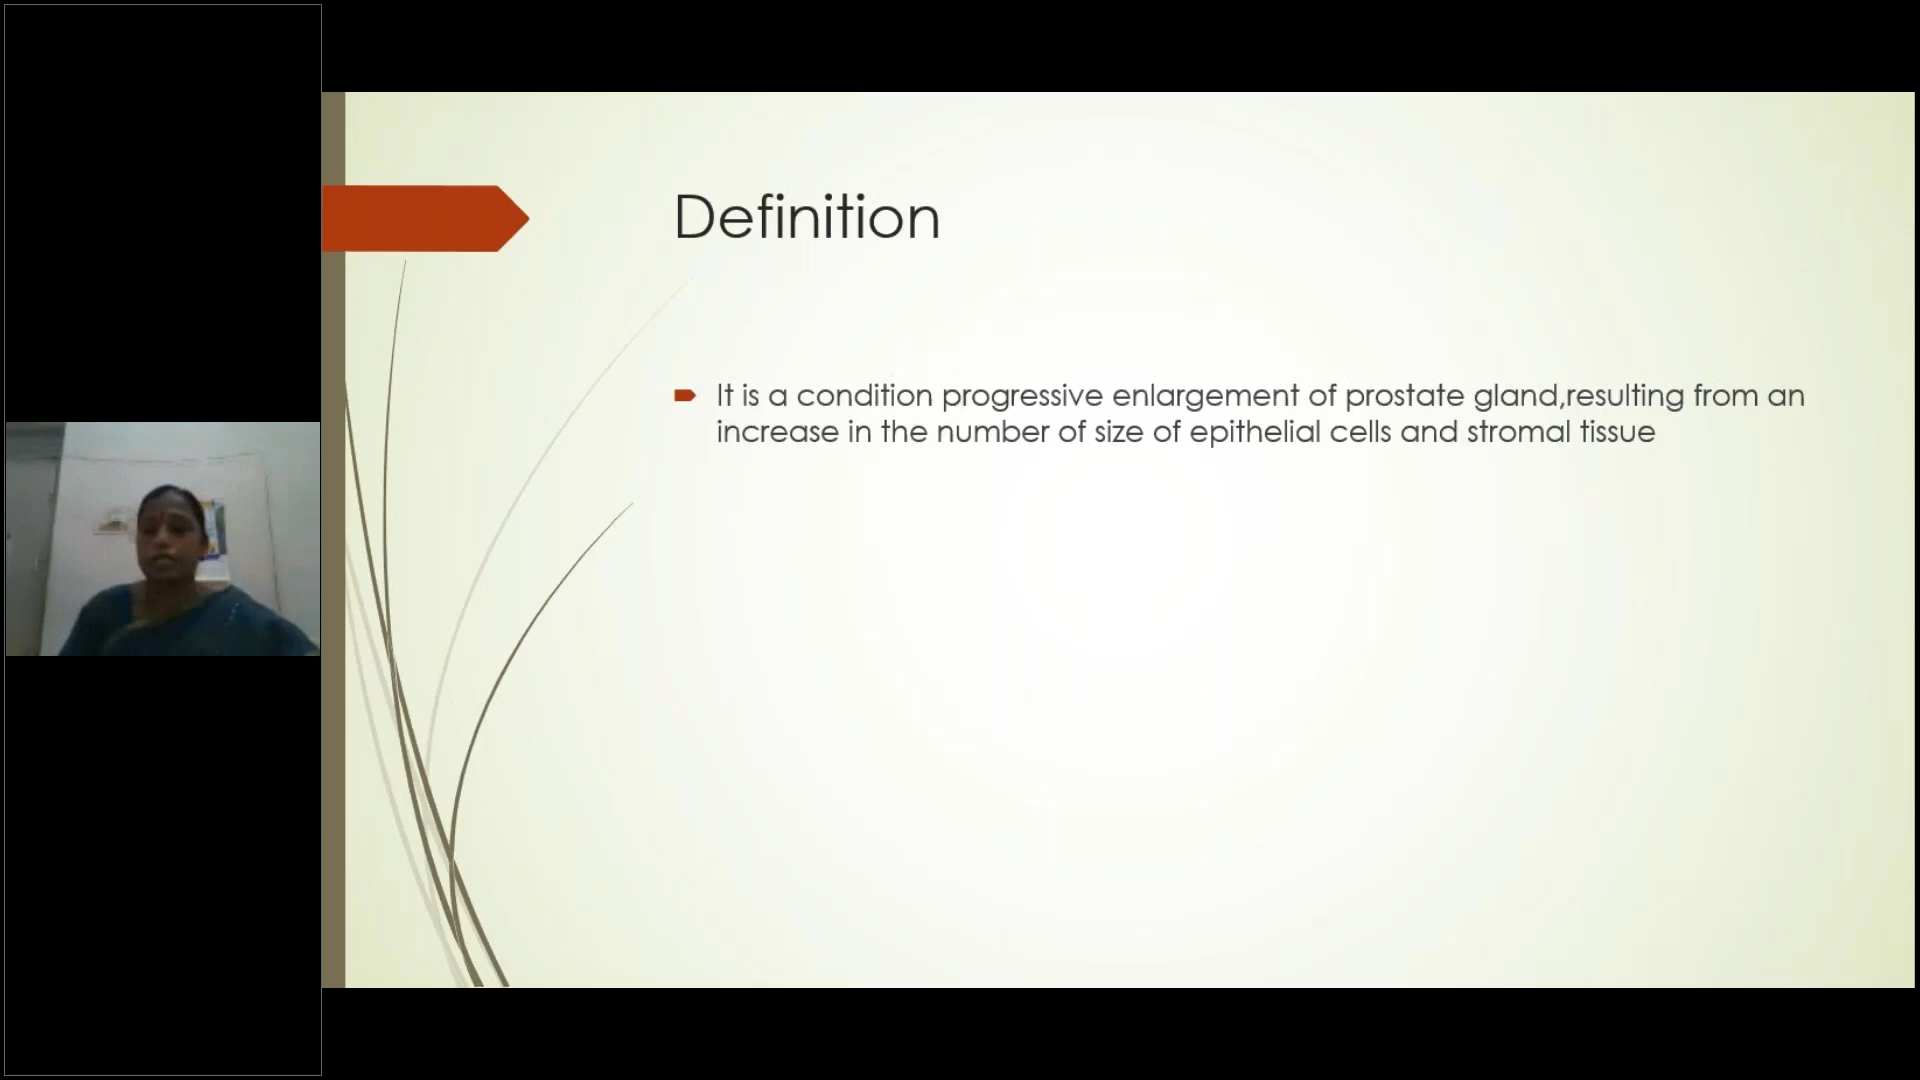 Definition
It is a condition progressive enlargement of prostate gland,resulting from an
increase in the number of size of epithelial cells and stromal tissue